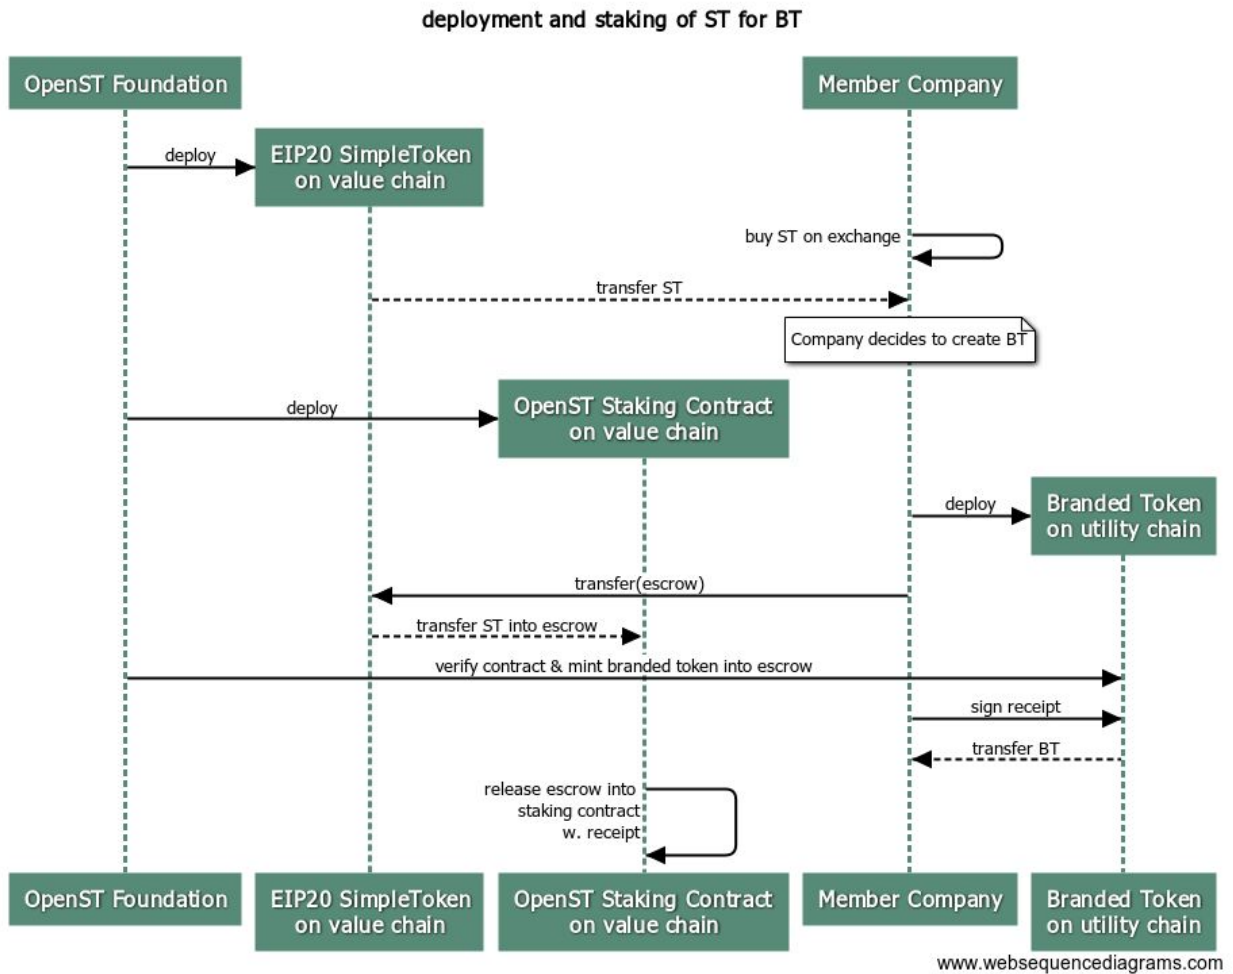 deployment and staking of ST for BT
OpenST Foundation
Member Company
deploy
EIP20 SimpleToken
on value chain
buy ST on exchange
transfer ST
Company decides to create BT
deploy
OpenST Staking Contract
on value chain
deploy
Branded Token
on utility chain
transfer(escrow)
transfer ST into escrow
verify contract & mint branded token into escrow
sign receipt
transfer BT
release escrow into
staking contract
w. receipt
OpenST Foundation
EIP20 SimpleToken
on value chain
OpenST Staking Contract
on value chain
Member Company
Branded Token
on utility chain
www.websequencediagrams.com